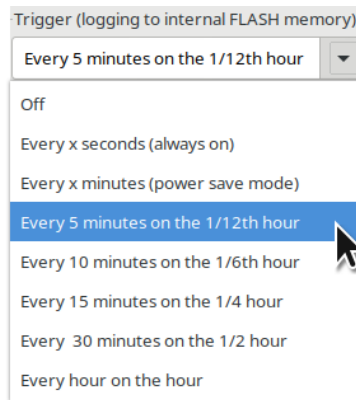 Trigger (logging to internal FLASH memory)
Every 5 minutes on the 1/12th hour
Off
Every x seconds (always on)
Every x minutes (power save mode)
Every 5 minutes on the 1/12th hour
Every 10 minutes on the 1/6th hour
Every 15 minutes on the 1/4 hour
Every  30 minutes on the 1/2 hour
Every hour on the hour